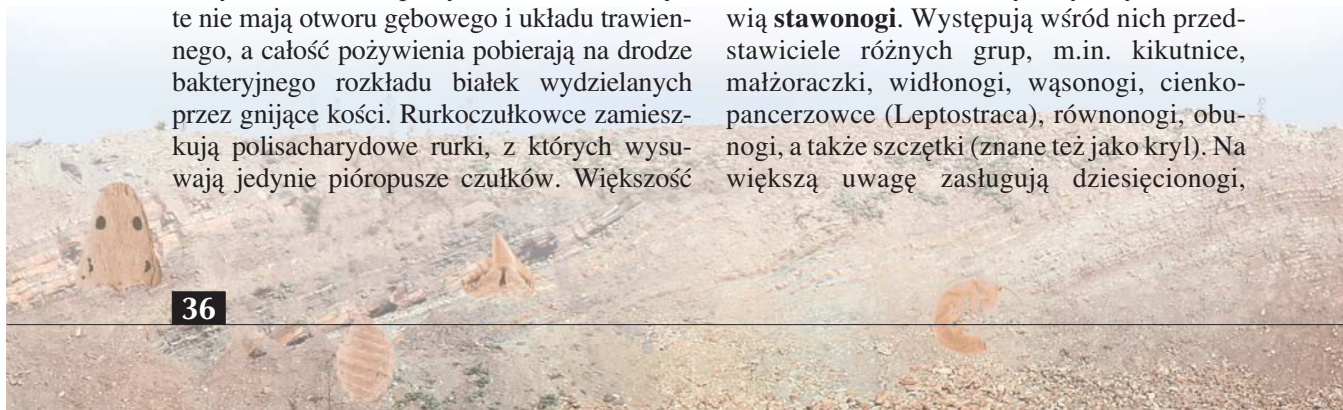 te nie mają otworu gębowego i układu trawien-
nego, a całość pożywienia pobierają na drodze
bakteryjnego rozkładu białek wydzielanych
przez gnijące kości. Rurkoczułkowce zamiesz-
kują polisacharydowe rurki, z których wysu-
wają jedynie pióropusze czułków. Większość
wią stawonogi. Występują wśród nich przed-
stawiciele różnych grup, m.in. kikutnice,
małżoraczki, widłonogi, wąsonogi, cienko-
pancerzowce (Leptostraca), równonogi, obu-
nogi, a także szczętki (znane też jako kryl). Na
większą uwagę zasługują dziesięcionogi,
36